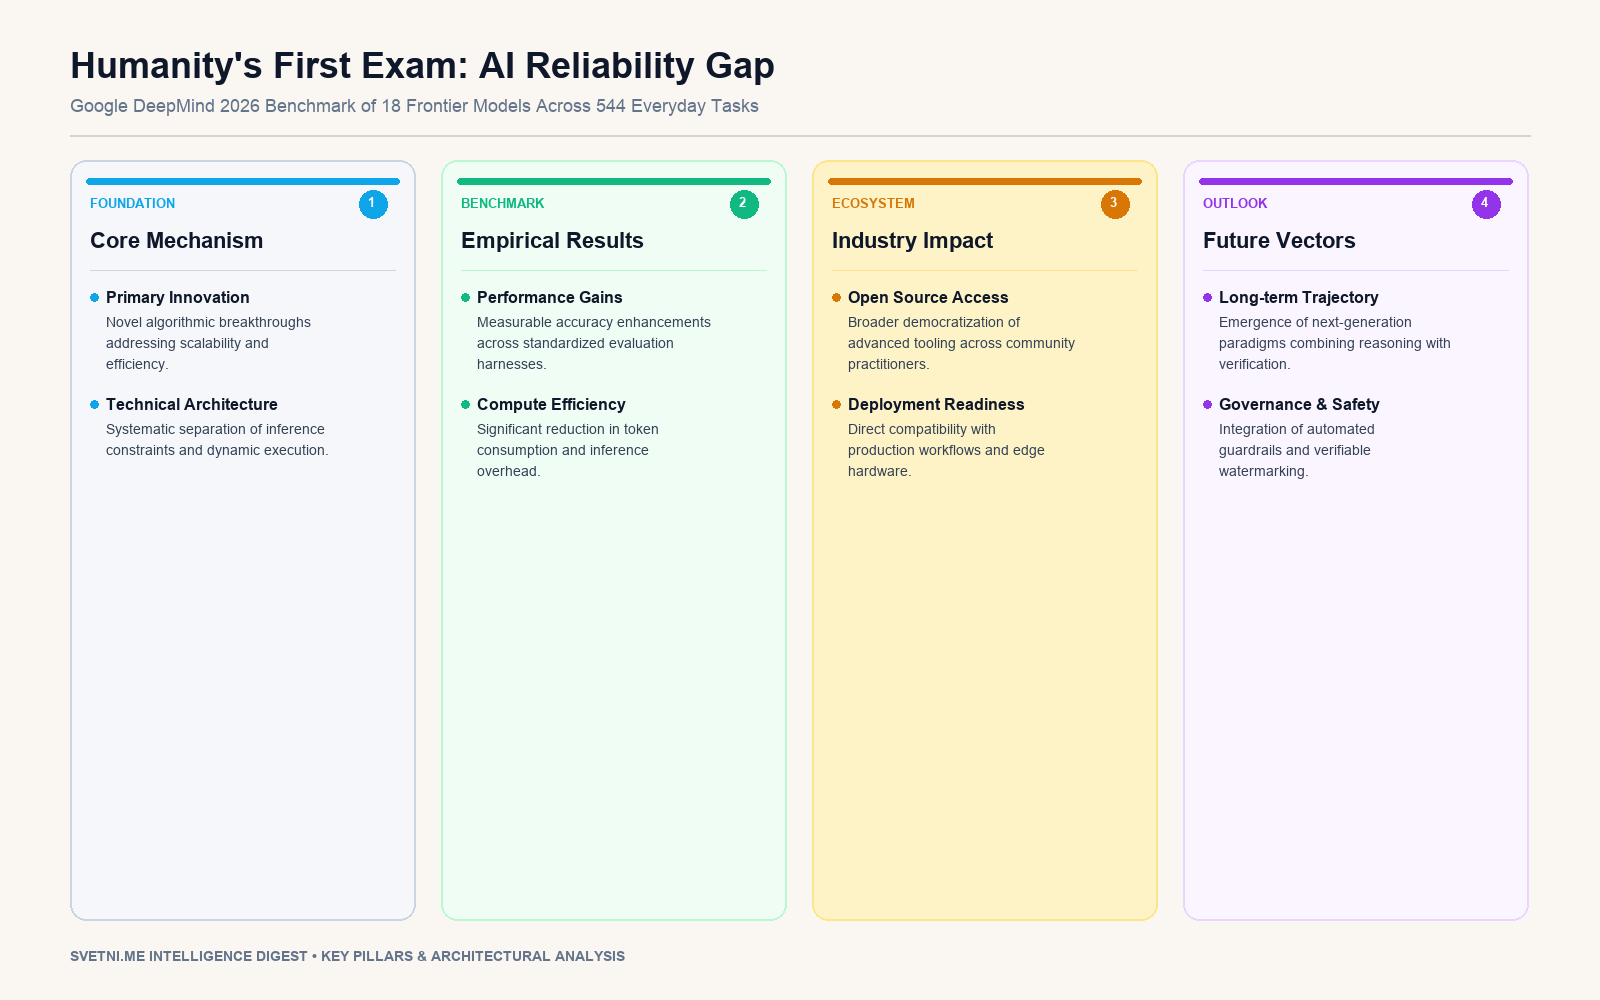 Humanity's First Exam: AI Reliability Gap
Google DeepMind 2026 Benchmark of 18 Frontier Models Across 544 Everyday Tasks
FOUNDATION
1
Core Mechanism
Primary Innovation
Novel algorithmic breakthroughs
addressing scalability and
efficiency.
Technical Architecture
Systematic separation of inference
constraints and dynamic execution.
BENCHMARK
2
Empirical Results
Performance Gains
Measurable accuracy enhancements
across standardized evaluation
harnesses.
Compute Efficiency
Significant reduction in token
consumption and inference
overhead.
ECOSYSTEM
3
Industry Impact
Open Source Access
Broader democratization of
advanced tooling across community
practitioners.
Deployment Readiness
Direct compatibility with
production workflows and edge
hardware.
OUTLOOK
4
Future Vectors
Long-term Trajectory
Emergence of next-generation
paradigms combining reasoning with
verification.
Governance & Safety
Integration of automated
guardrails and verifiable
watermarking.
SVETNI.ME INTELLIGENCE DIGEST • KEY PILLARS & ARCHITECTURAL ANALYSIS